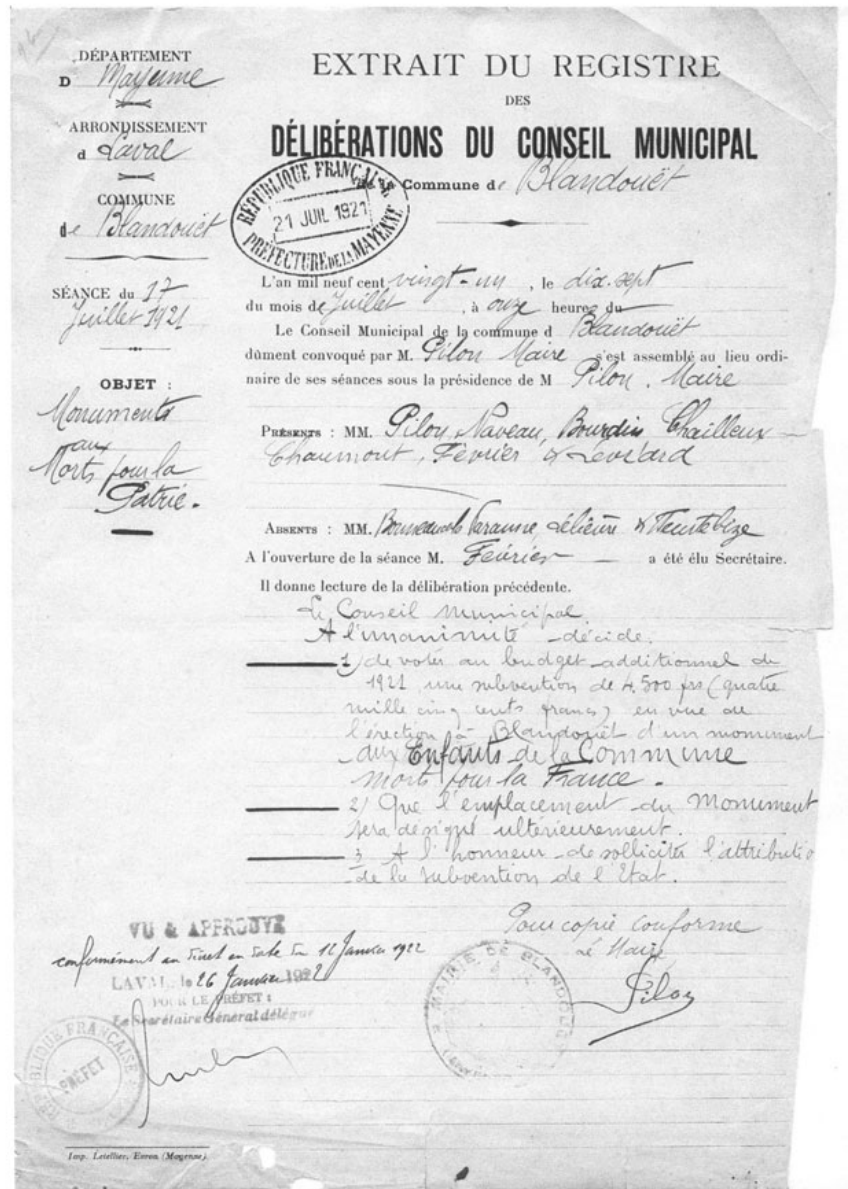 DÉPARTEMENT
D Mayenne
ARRONDISSEMENT
d Laval
COMMUNE
de Blandouët
SÉANCE du 17
Juillet 1921
OBJET :
Monuments
aux
Morts pour la
Patrie.
EXTRAIT DU REGISTRE
DES
DÉLIBÉRATIONS DU CONSEIL MUNICIPAL
de la Commune de Blandouët
RÉPUBLIQUE FRANÇAISE
21 JUIL 1921
PRÉFECTURE DE LA MAYENNE
L'an mil neuf cent vingt-un, le dix-sept
du mois de Juillet, à onze heures du
Le Conseil Municipal de la commune d Blandouët
dûment convoqué par M. Pilon Maire s'est assemblé au lieu ordi-
naire de ses séances sous la présidence de M Pilon, Maire
PRÉSENTS : MM. Pilon, Naveau, Bourdin Chailleux
Chaumont, Février &
ABSENTS : MM. Varanne, Lelièvre &
A l'ouverture de la séance M. Février a été élu Secrétaire.
Il donne lecture de la délibération précédente.
Le Conseil Municipal
A l'unanimité décide.
1) de voter au budget additionnel de
1921 une subvention de 4.500 frs (quatre
mille cinq cents francs) en vue de
l'érection à Blandouët d'un monument
aux Enfants de la Commune
morts pour la France.
2) Que l'emplacement du Monument
sera désigné ultérieurement.
3 A l'honneur de solliciter l'attributio
de la subvention de l'Etat.
Pour copie conforme
Le Maire
Pilon
MAIRIE DE BLANDOUET
VU & APPROUVÉ
conformément au en date du 12 Janvier 1922
LAVAL, le 26 Janvier 1922
POUR LE PRÉFET :
Le Secrétaire Général délégué
RÉPUBLIQUE FRANÇAISE
PRÉFET
Imp. Letellier, Evron (Mayenne)